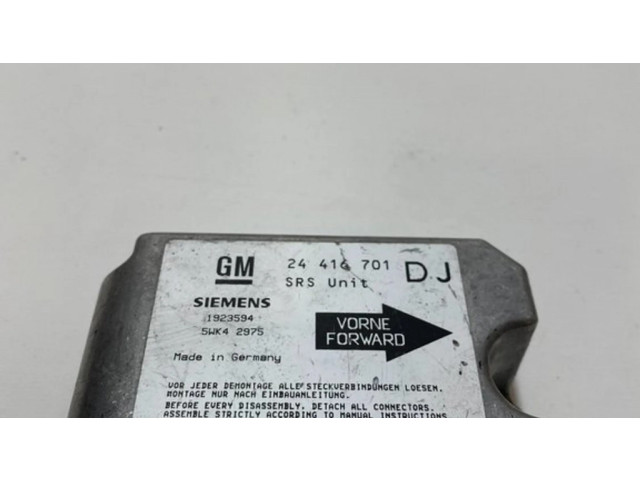 GM 24 416 701 DJ
SRS Unit
SIEMENS
1923594
5WK4 2975
VORNE
FORWARD
Made in Germany
VOR JEDER DEMONTAGE ALLE STECKVERBINDUNGEN LOESEN.
MONTAGE NUR NACH EINBAUANLEITUNG.
BEFORE EVERY DISASSEMBLY, DETACH ALL CONNECTORS.
ASSEMBLE STRICTLY ACCORDING TO MANUAL INSTRUCTIONS